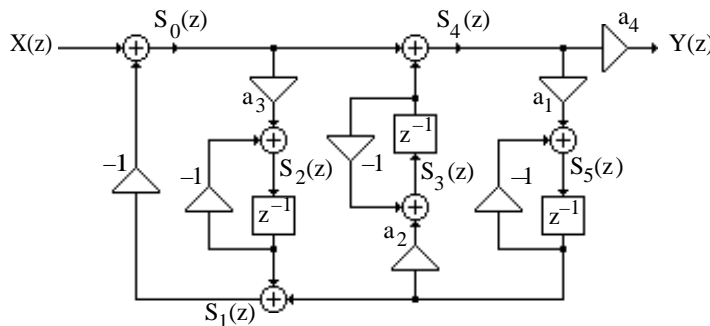 X(z)
S₀(z)
S₄(z)
a₄
Y(z)
a₃
a₁
z⁻¹
–1
–1
–1
S₂(z)
S₃(z)
–1
S₅(z)
z⁻¹
z⁻¹
a₂
S₁(z)